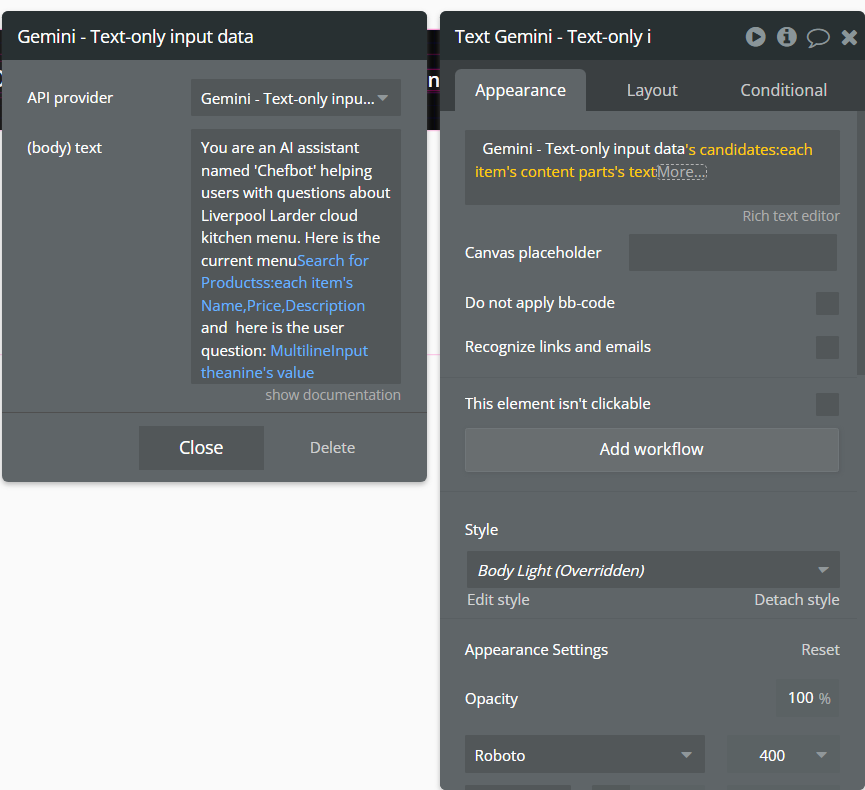 Gemini - Text-only input data
API provider
Gemini - Text-only inpu...
(body) text
You are an AI assistant
named 'Chefbot' helping
users with questions about
Liverpool Larder cloud
kitchen menu. Here is the
current menuSearch for
Productss:each item's
Name,Price,Description
and  here is the user
question: MultilineInput
theanine's value
show documentation
Close
Delete
n
Text Gemini - Text-only i
Appearance
Layout
Conditional
Gemini - Text-only input data's candidates:each
item's content parts's textMore...
Rich text editor
Canvas placeholder
Do not apply bb-code
Recognize links and emails
This element isn't clickable
Add workflow
Style
Body Light (Overridden)
Edit style
Detach style
Appearance Settings
Reset
Opacity
100 %
Roboto
400